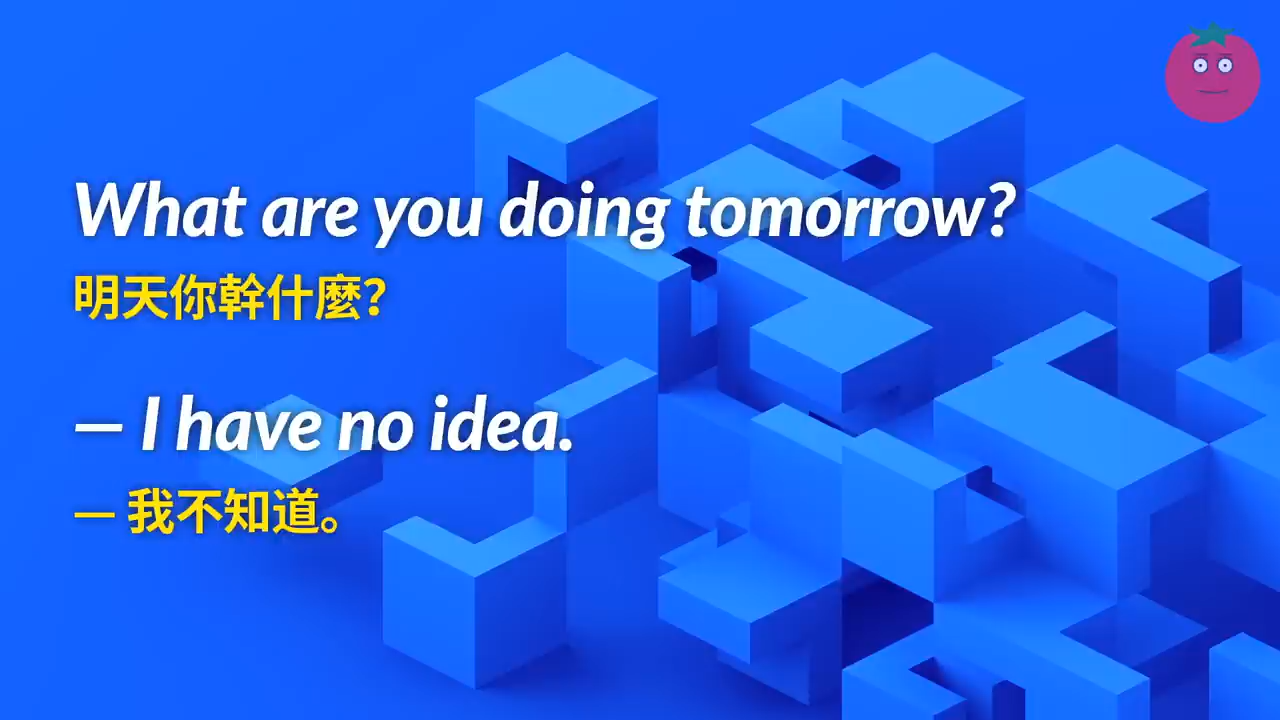 What are you doing tomorrow?
明天你幹什麼？
— I have no idea.
— 我不知道。